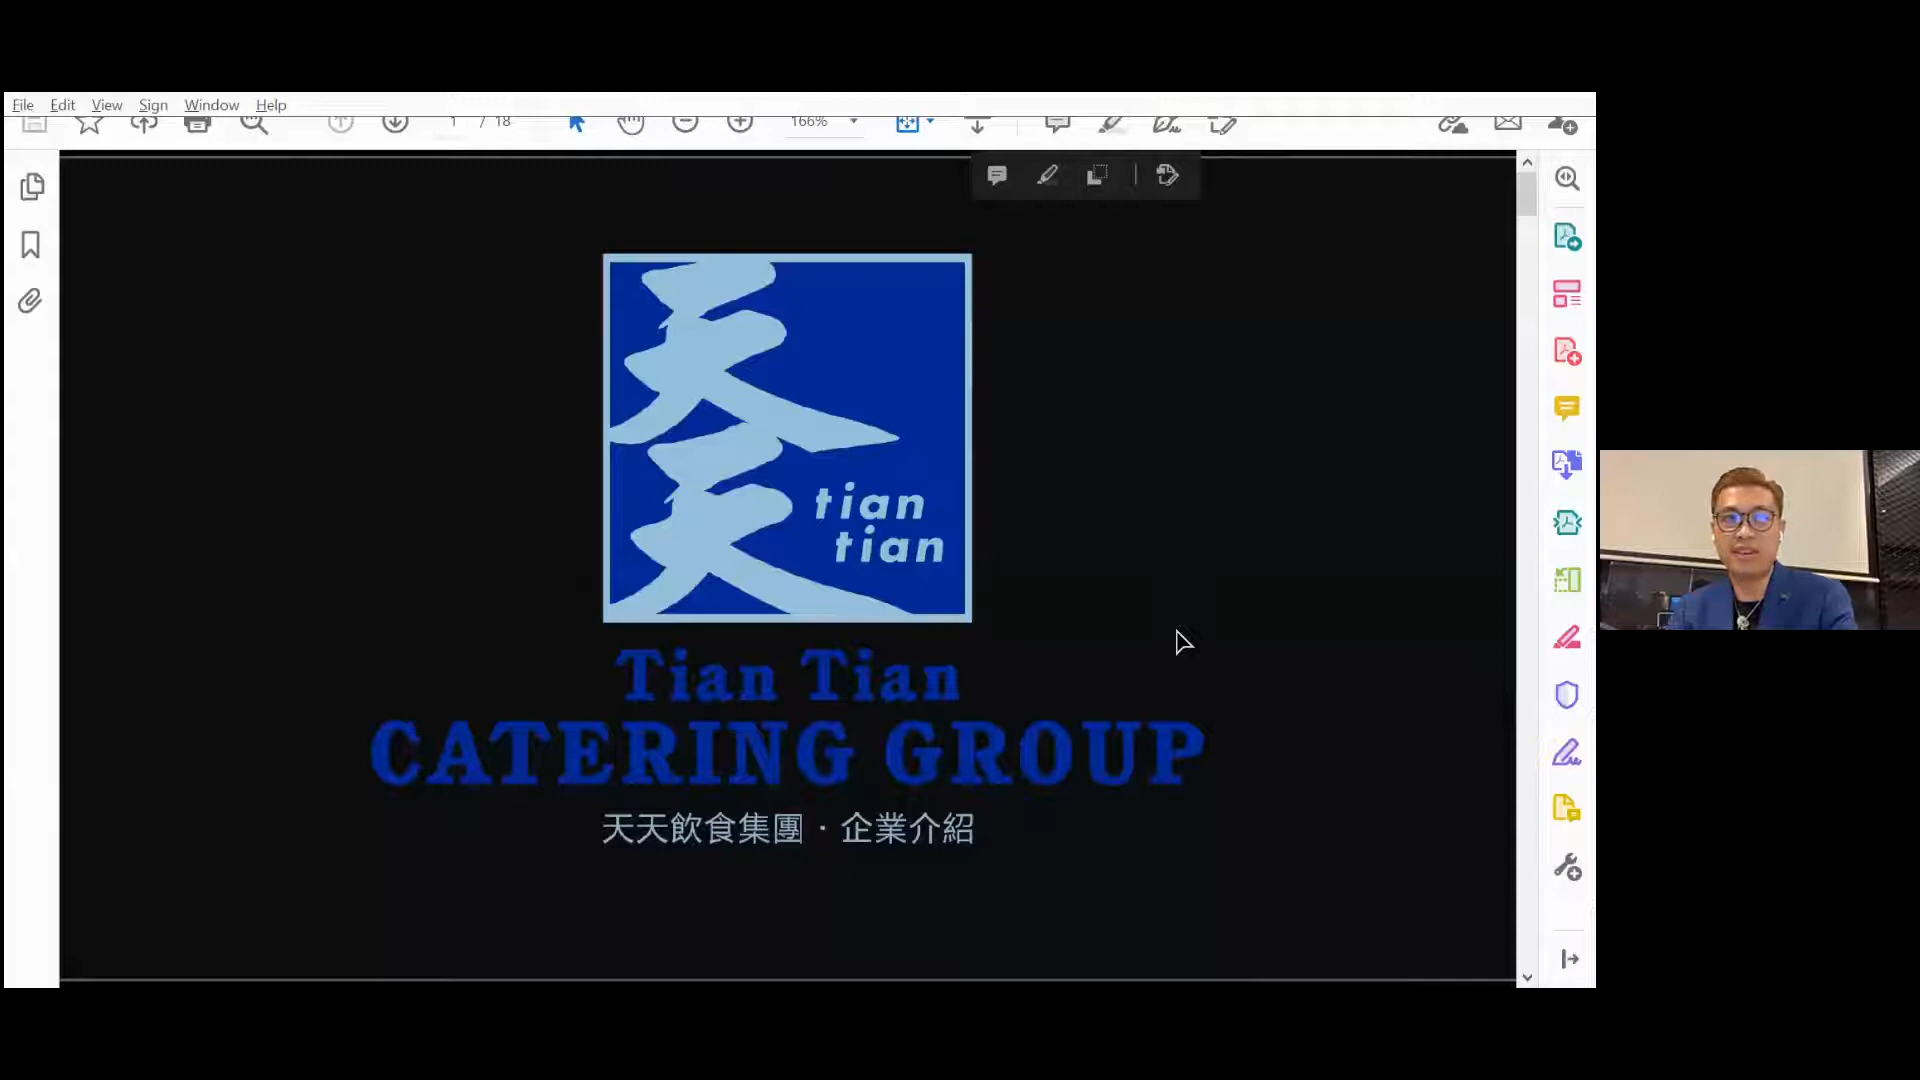 File Edit View Sign Window Help
1 / 18 166%
天天
tian
tian
Tian Tian
CATERING GROUP
天天飲食集團·企業介紹